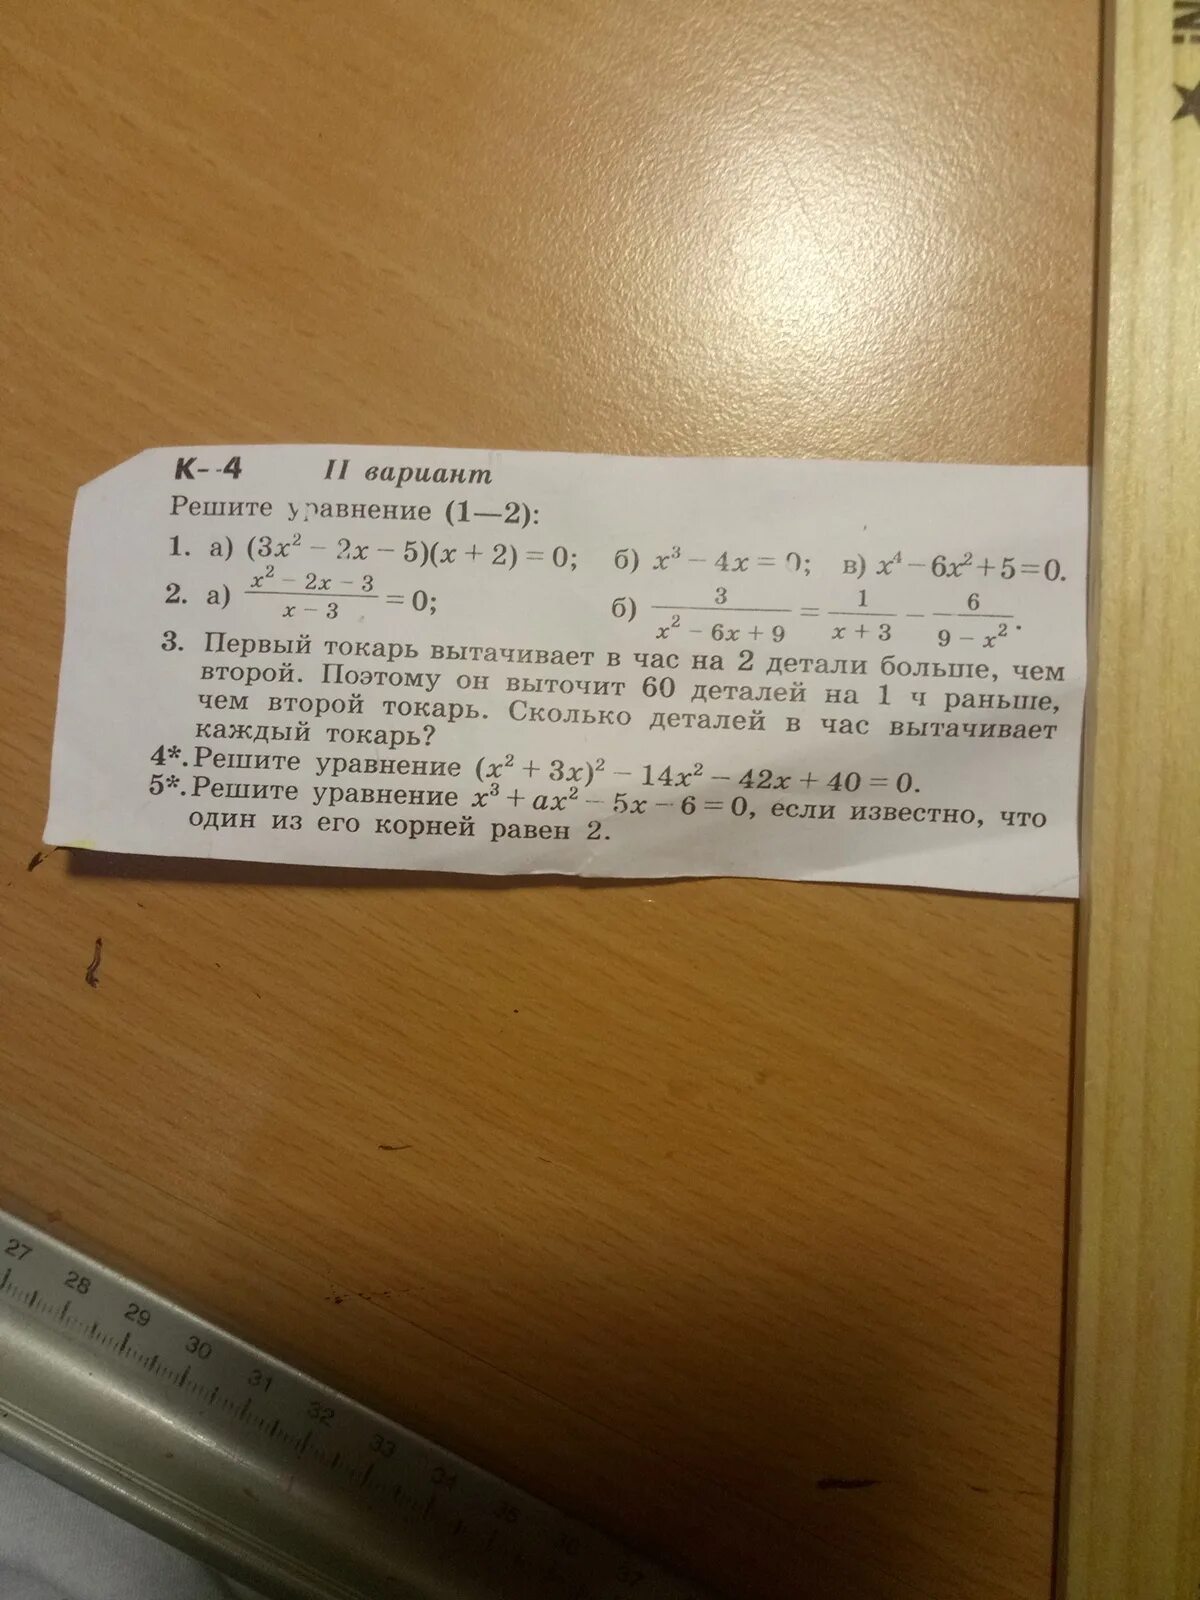 К--4 II вариант
Решите уравнение (1—2):
1. а) (3x² − 2x − 5)(x + 2) = 0; б) x³ − 4x = 0; в) x⁴ − 6x² + 5 = 0.
2. а) (x² − 2x − 3)/(x − 3) = 0; б) 3/(x² − 6x + 9) = 1/(x + 3) − 6/(9 − x²).
3. Первый токарь вытачивает в час на 2 детали больше, чем
второй. Поэтому он выточит 60 деталей на 1 ч раньше,
чем второй токарь. Сколько деталей в час вытачивает
каждый токарь?
4*. Решите уравнение (x² + 3x)² − 14x² − 42x + 40 = 0.
5*. Решите уравнение x³ + ax² − 5x − 6 = 0, если известно, что
один из его корней равен 2.
27 28 29 30 31 32 33 34 35 36 37